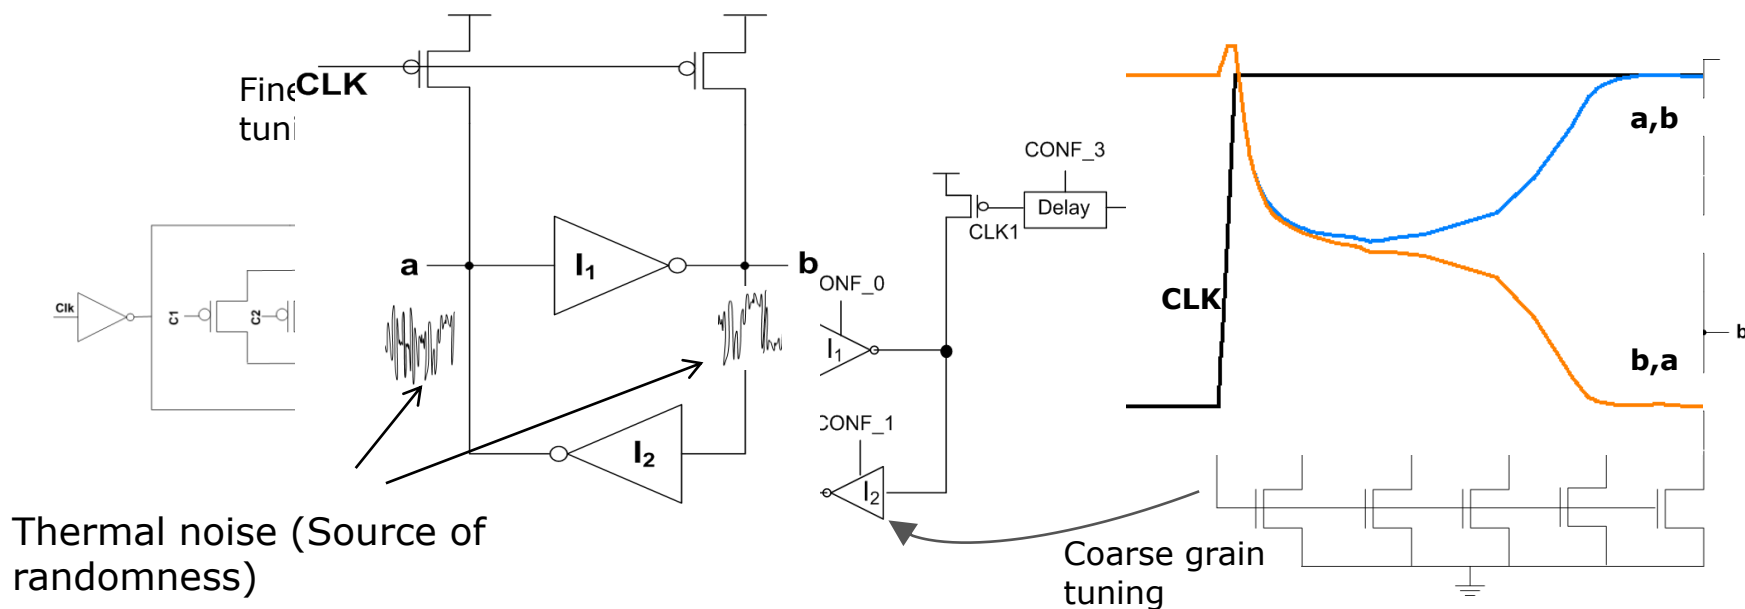 CLK
Fine
tuni
CONF_3
Delay
CLK1
a,b
a
I₁
b
ONF_0
Clk
C1
C2
CLK
I₁
b
b,a
CONF_1
I₂
I₂
Thermal noise (Source of
randomness)
Coarse grain
tuning